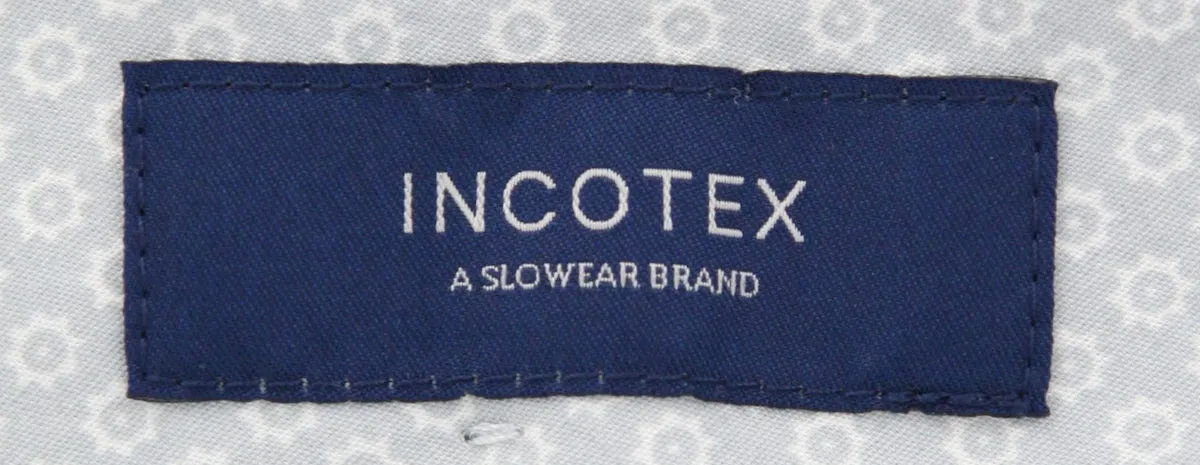 INCOTEX
A SLOWEAR BRAND